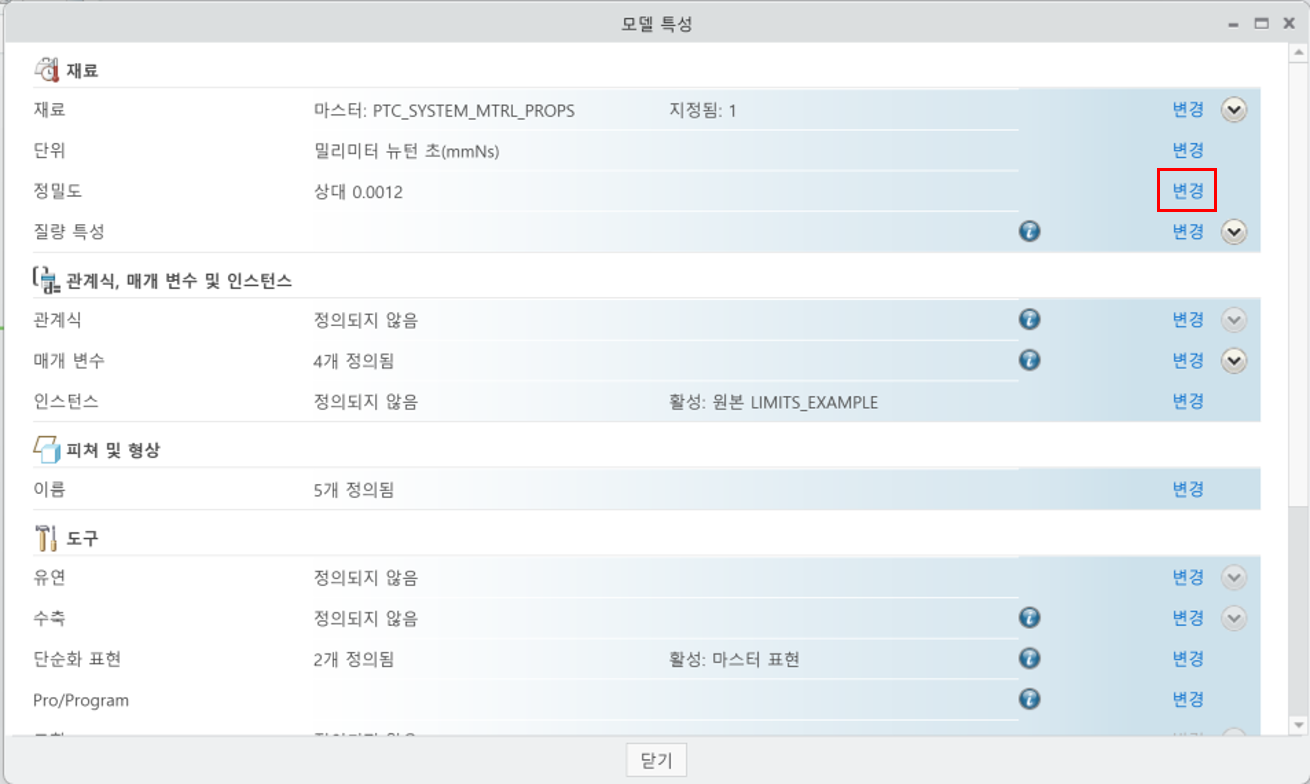 모델 특성
재료
재료 마스터: PTC_SYSTEM_MTRL_PROPS 지정됨: 1 변경
단위 밀리미터 뉴턴 초(mmNs) 변경
정밀도 상대 0.0012 변경
질량 특성 변경
관계식, 매개 변수 및 인스턴스
관계식 정의되지 않음 변경
매개 변수 4개 정의됨 변경
인스턴스 정의되지 않음 활성: 원본 LIMITS_EXAMPLE 변경
피쳐 및 형상
이름 5개 정의됨 변경
도구
유연 정의되지 않음 변경
수축 정의되지 않음 변경
단순화 표현 2개 정의됨 활성: 마스터 표현 변경
Pro/Program 변경
닫기